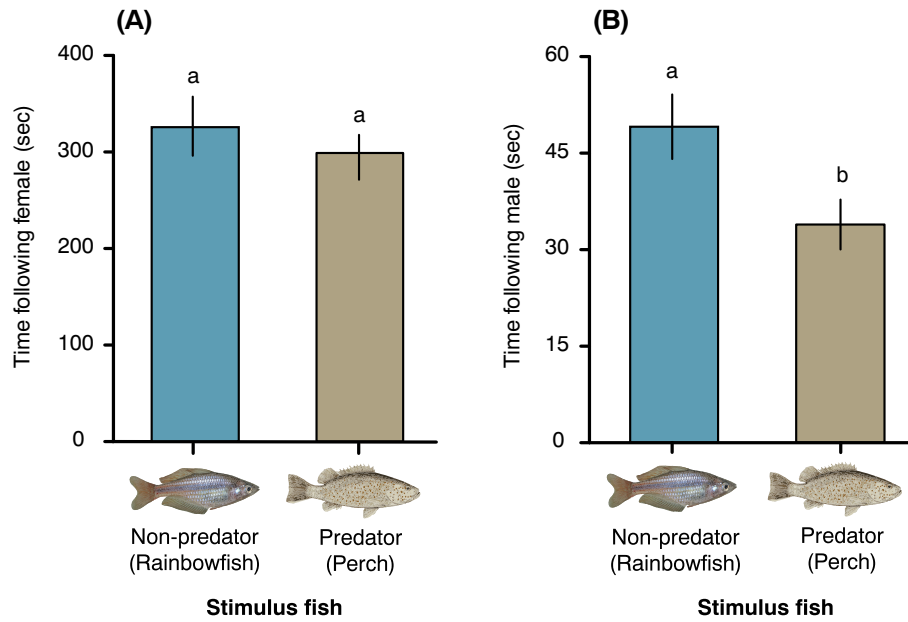 (A)
Time following female (sec)
400
300
200
100
0
a
a
Non-predator
(Rainbowfish)
Predator
(Perch)
Stimulus fish
(B)
Time following male (sec)
60
45
30
15
0
a
b
Non-predator
(Rainbowfish)
Predator
(Perch)
Stimulus fish